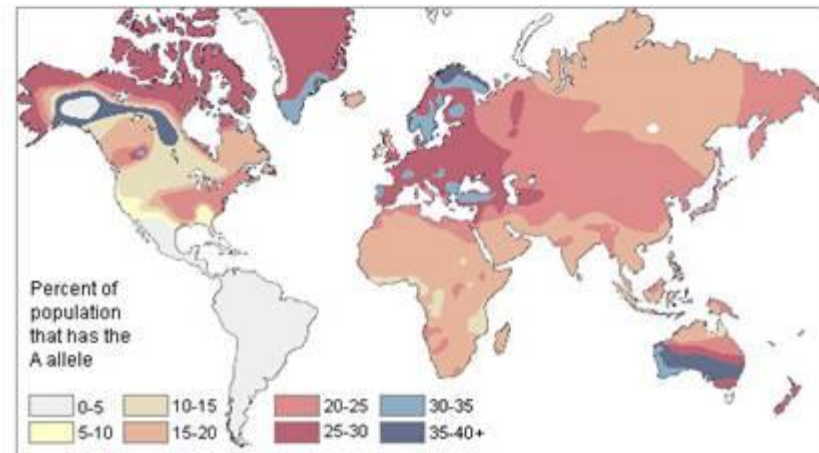 Percent of
population
that has the
A allele
0-5 10-15 20-25 30-35
5-10 15-20 25-30 35-40+